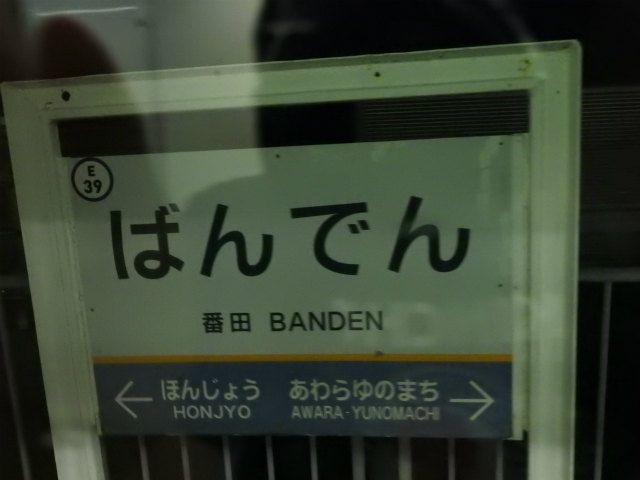 E
39
ばんでん
番田 BANDEN
← ほんじょう あわらゆのまち →
HONJYO AWARA-YUNOMACHI